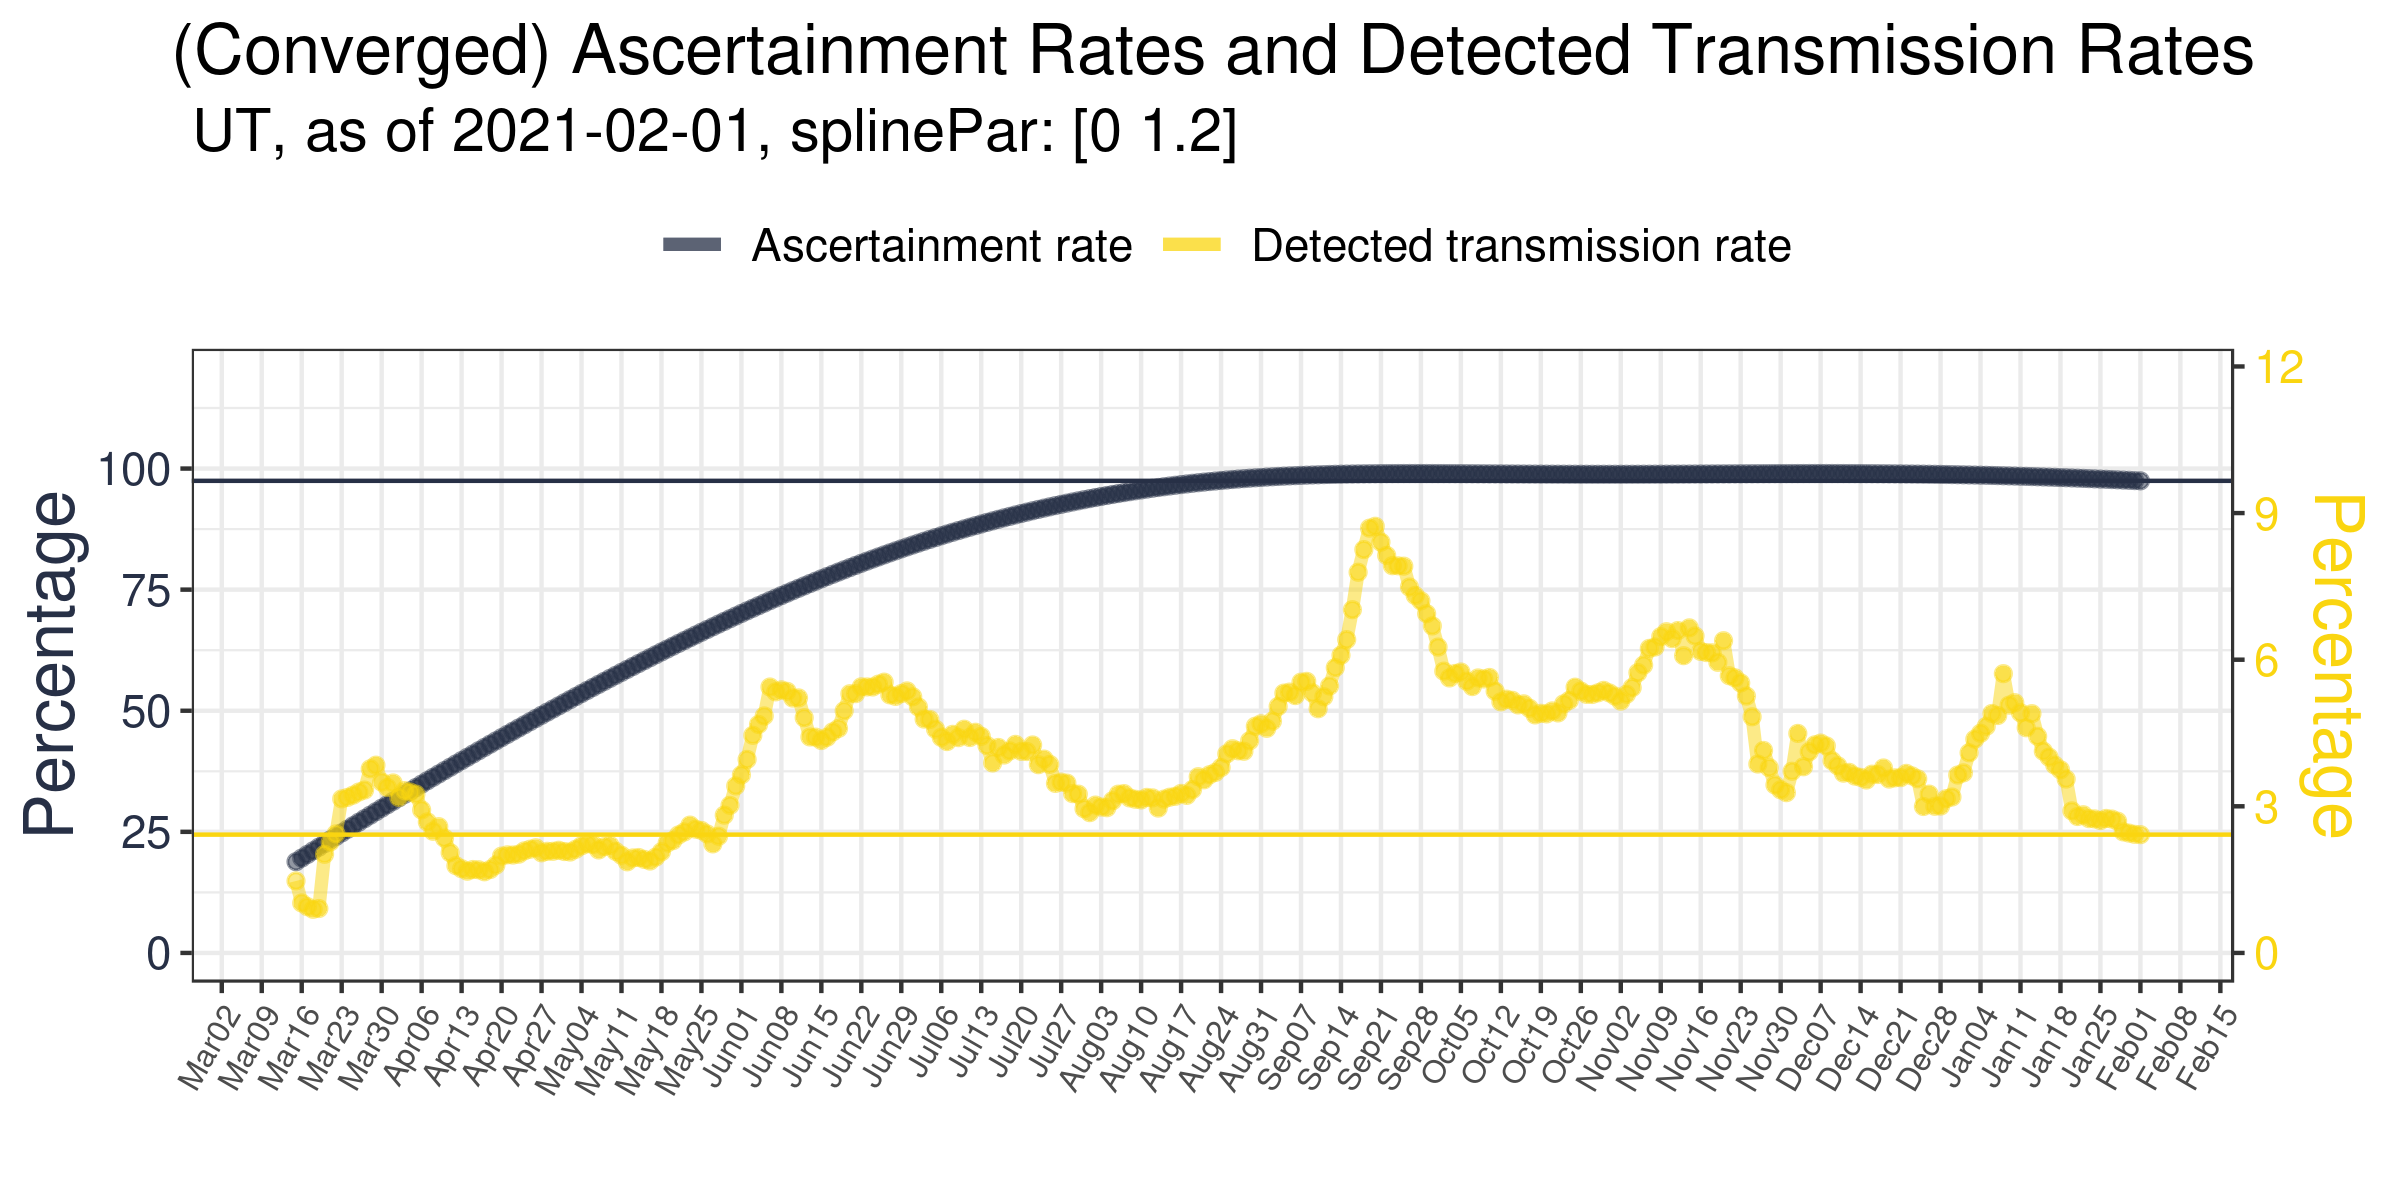 (Converged) Ascertainment Rates and Detected Transmission Rates
UT, as of 2021-02-01, splinePar: [0 1.2]
Ascertainment rate
Detected transmission rate
Percentage
100
75
50
25
0
12
9
6
3
0
Percentage
Mar02
Mar09
Mar16
Mar23
Mar30
Apr06
Apr13
Apr20
Apr27
May04
May11
May18
May25
Jun01
Jun08
Jun15
Jun22
Jun29
Jul06
Jul13
Jul20
Jul27
Aug03
Aug10
Aug17
Aug24
Aug31
Sep07
Sep14
Sep21
Sep28
Oct05
Oct12
Oct19
Oct26
Nov02
Nov09
Nov16
Nov23
Nov30
Dec07
Dec14
Dec21
Dec28
Jan04
Jan11
Jan18
Jan25
Feb01
Feb08
Feb15